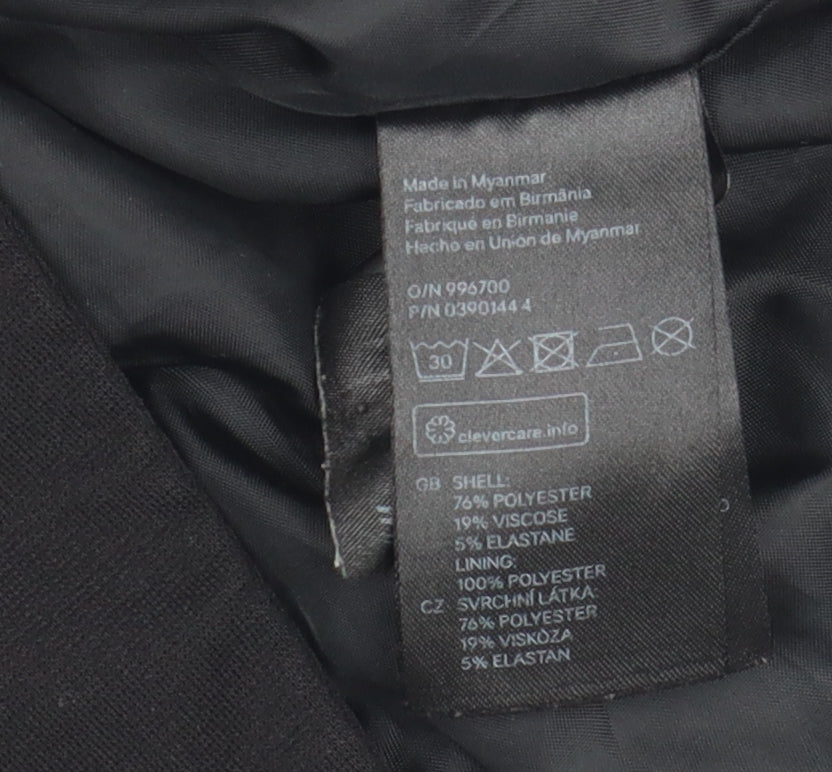 Made in Myanmar
Fabricado em Birmânia
Fabriqué en Birmanie
Hecho en Unión de Myanmar
O/N 996700
P/N 0390144 4
30
clevercare.info
GB SHELL:
76% POLYESTER
19% VISCOSE
5% ELASTANE
LINING:
100% POLYESTER
CZ SVRCHNÍ LÁTKA
76% POLYESTER
19% VISKÓZA
5% ELASTAN